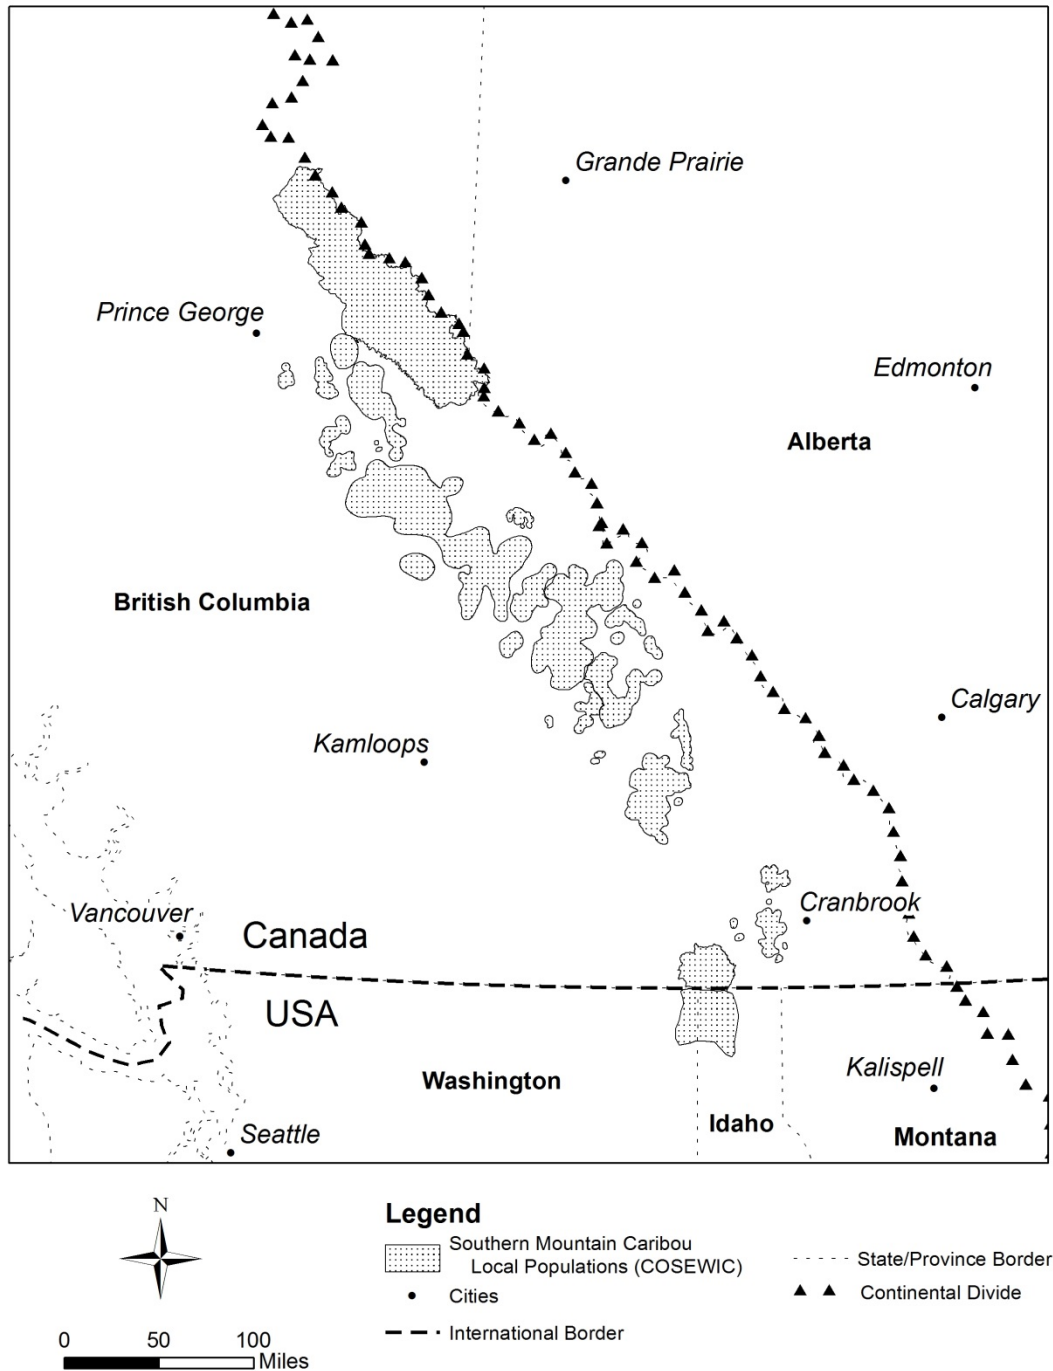 Grande Prairie
Prince George
Edmonton
Alberta
British Columbia
Calgary
Kamloops
Cranbrook
Vancouver
Canada
USA
Kalispell
Washington
Idaho
Montana
Seattle
N
Legend
Southern Mountain Caribou
Local Populations (COSEWIC)
Cities
International Border
State/Province Border
Continental Divide
0 50 100
Miles